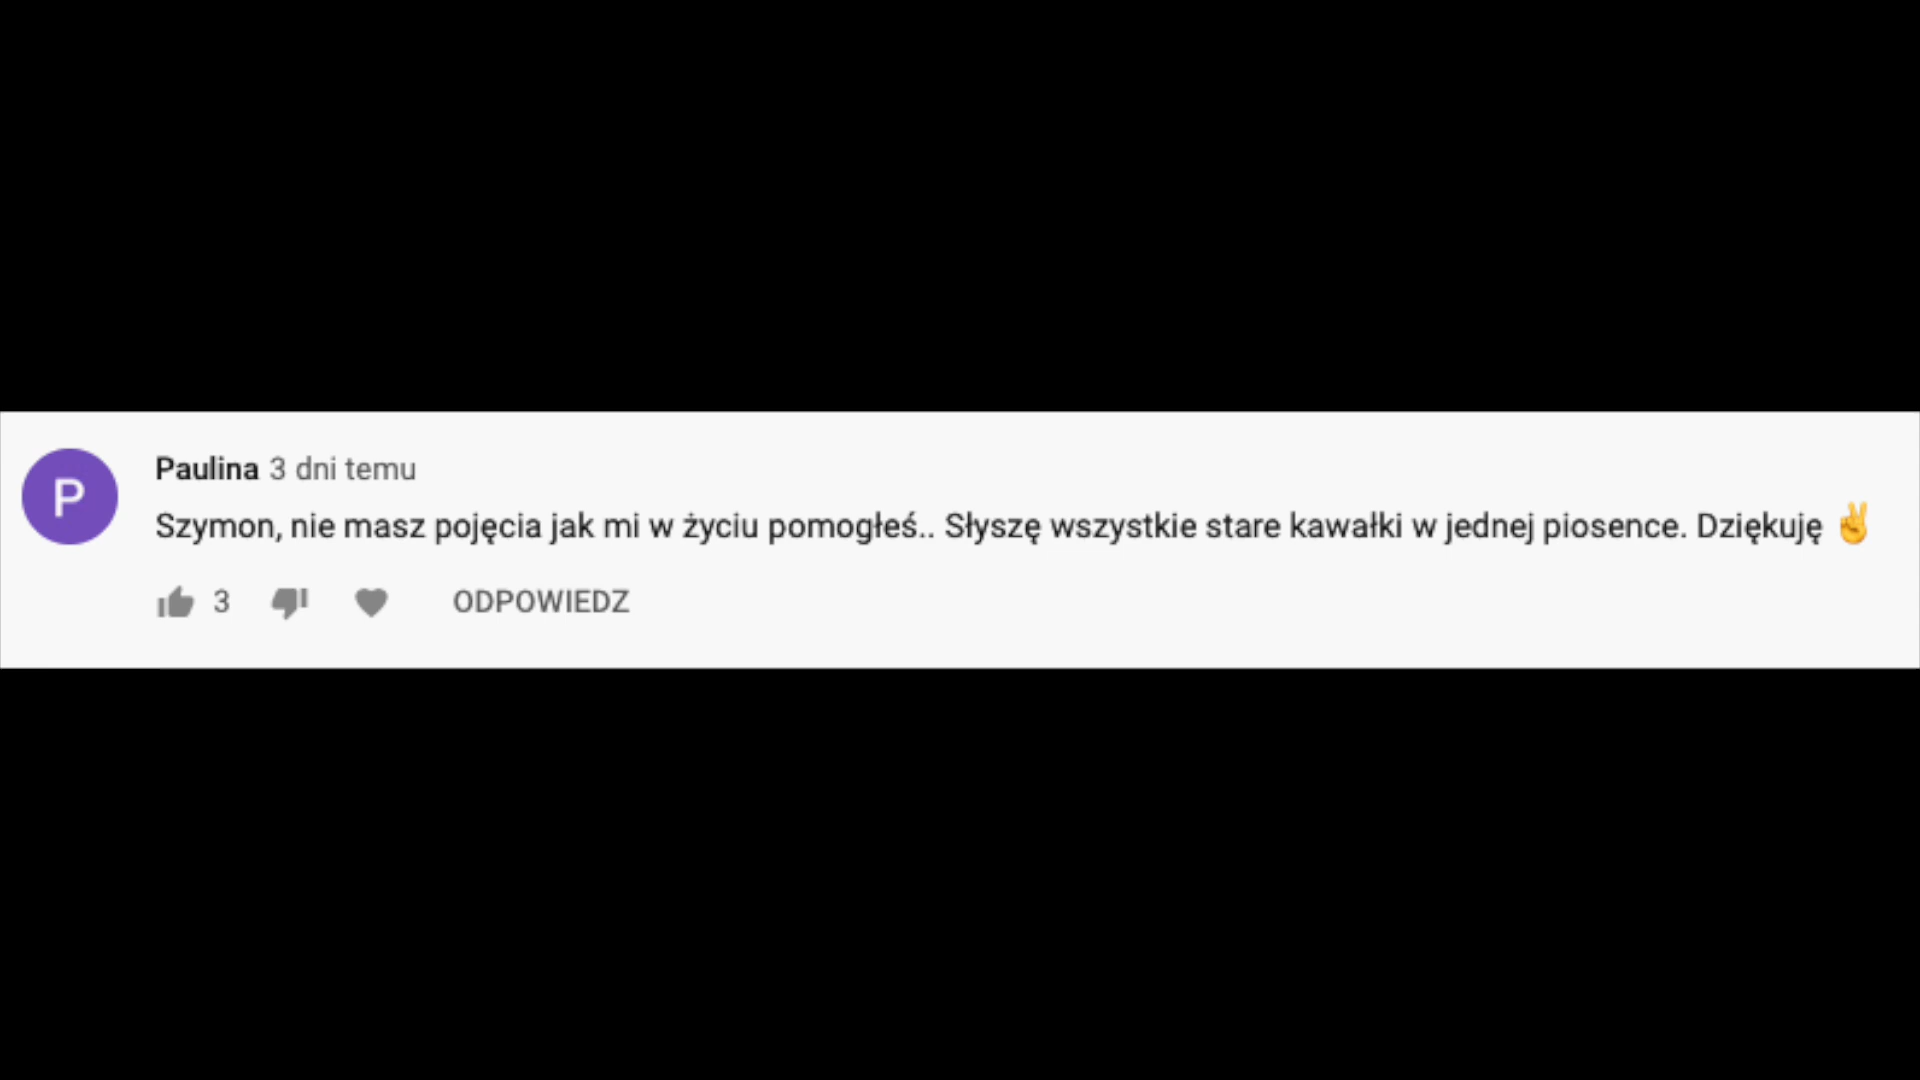 P
Paulina 3 dni temu
Szymon, nie masz pojęcia jak mi w życiu pomogłeś.. Słyszę wszystkie stare kawałki w jednej piosence. Dziękuję ✌️
3 ODPOWIEDZ